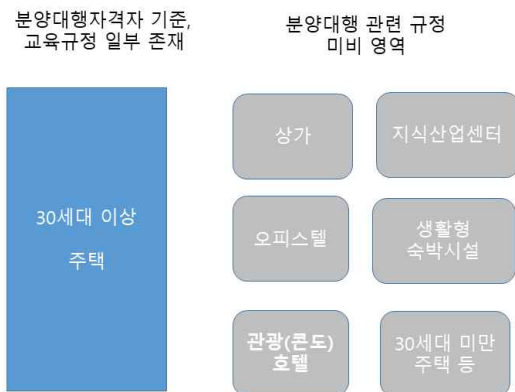 분양대행자격자 기준,
교육규정 일부 존재
분양대행 관련 규정
미비 영역
30세대 이상
주택
상가
지식산업센터
오피스텔
생활형
숙박시설
관광(콘도)
호텔
30세대 미만
주택 등